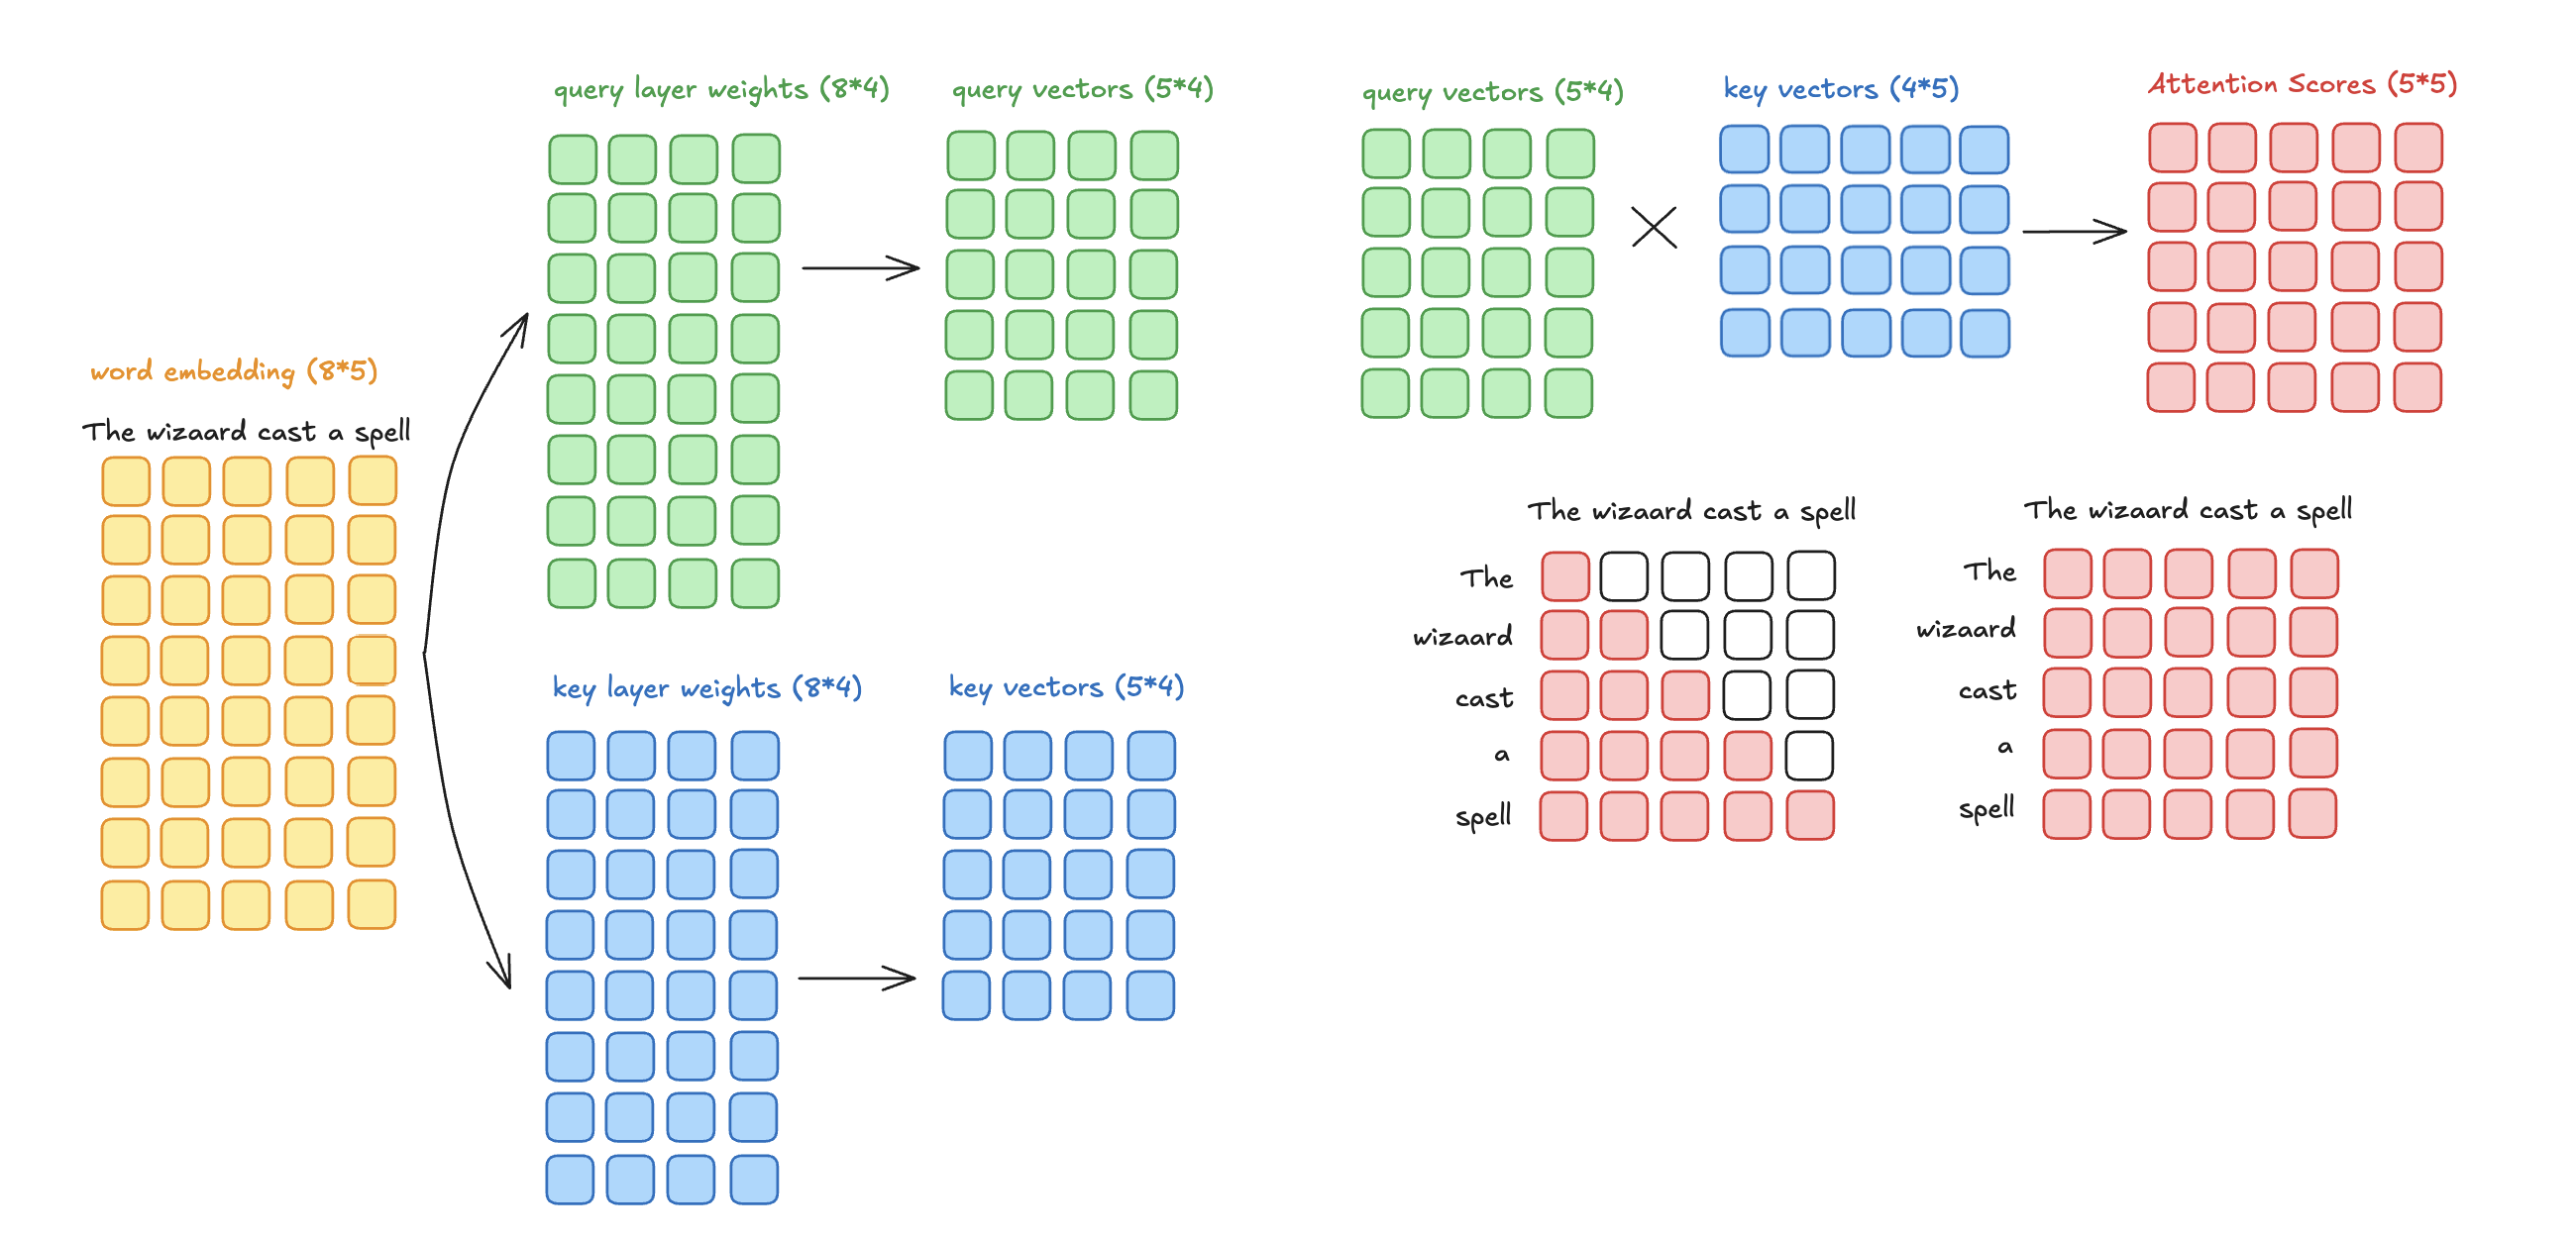 query layer weights (8*4)
query vectors (5*4)
query vectors (5*4)
key vectors (4*5)
Attention Scores (5*5)
word embedding (8*5)
The wizaard cast a spell
key layer weights (8*4)
key vectors (5*4)
The wizaard cast a spell
The
wizaard
cast
a
spell
The wizaard cast a spell
The
wizaard
cast
a
spell